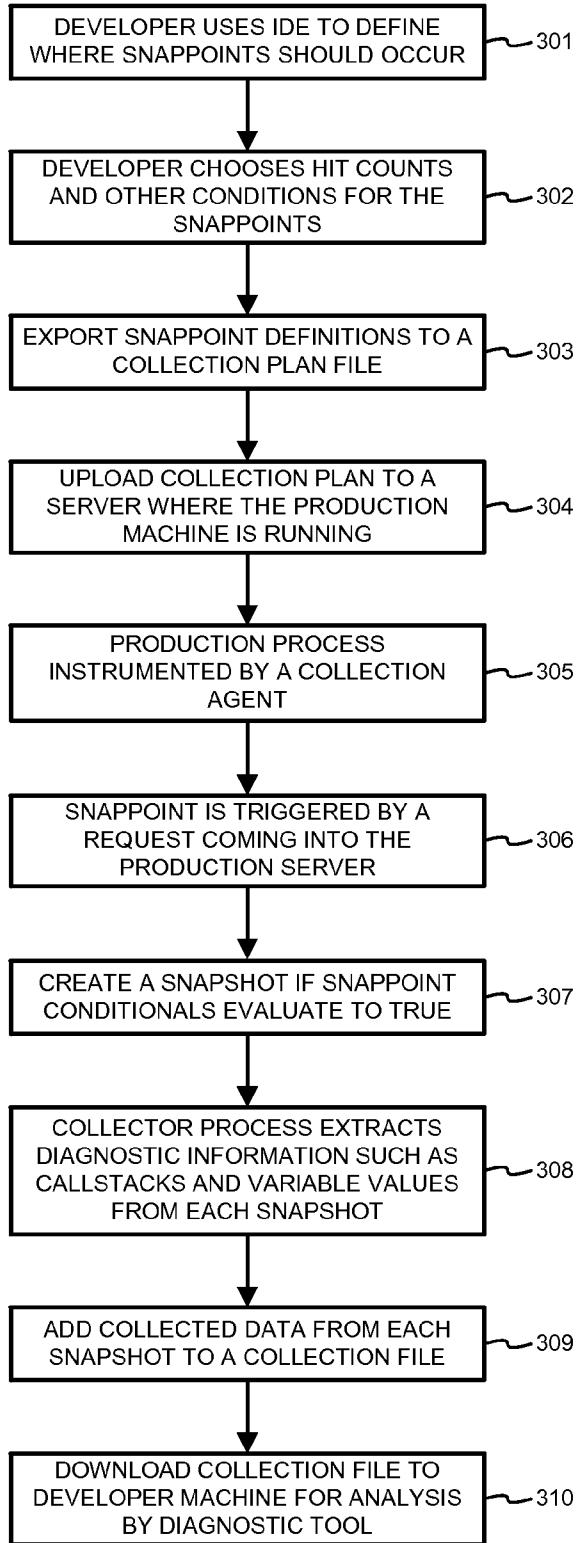 DEVELOPER USES IDE TO DEFINE
WHERE SNAPPOINTS SHOULD OCCUR
301
DEVELOPER CHOOSES HIT COUNTS
AND OTHER CONDITIONS FOR THE
SNAPPOINTS
302
EXPORT SNAPPOINT DEFINITIONS TO A
COLLECTION PLAN FILE
303
UPLOAD COLLECTION PLAN TO A
SERVER WHERE THE PRODUCTION
MACHINE IS RUNNING
304
PRODUCTION PROCESS
INSTRUMENTED BY A COLLECTION
AGENT
305
SNAPPOINT IS TRIGGERED BY A
REQUEST COMING INTO THE
PRODUCTION SERVER
306
CREATE A SNAPSHOT IF SNAPPOINT
CONDITIONALS EVALUATE TO TRUE
307
COLLECTOR PROCESS EXTRACTS
DIAGNOSTIC INFORMATION SUCH AS
CALLSTACKS AND VARIABLE VALUES
FROM EACH SNAPSHOT
308
ADD COLLECTED DATA FROM EACH
SNAPSHOT TO A COLLECTION FILE
309
DOWNLOAD COLLECTION FILE TO
DEVELOPER MACHINE FOR ANALYSIS
BY DIAGNOSTIC TOOL
310